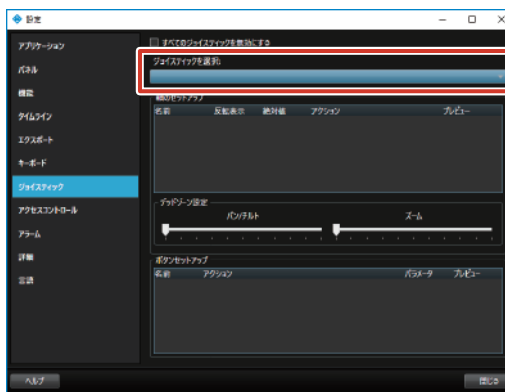 設定
アプリケーション
パネル
機能
タイムライン
エクスポート
キーボード
ジョイスティック
アクセスコントロール
アラーム
詳細
言語
すべてのジョイスティックを無効にする
ジョイスティックを選択:
軸のセットアップ
名前 反転表示 絶対値 アクション プレビュー
デッドゾーン設定
パン/チルト ズーム
ボタンセットアップ
名前 アクション パラメータ プレビュー
ヘルプ 閉じる